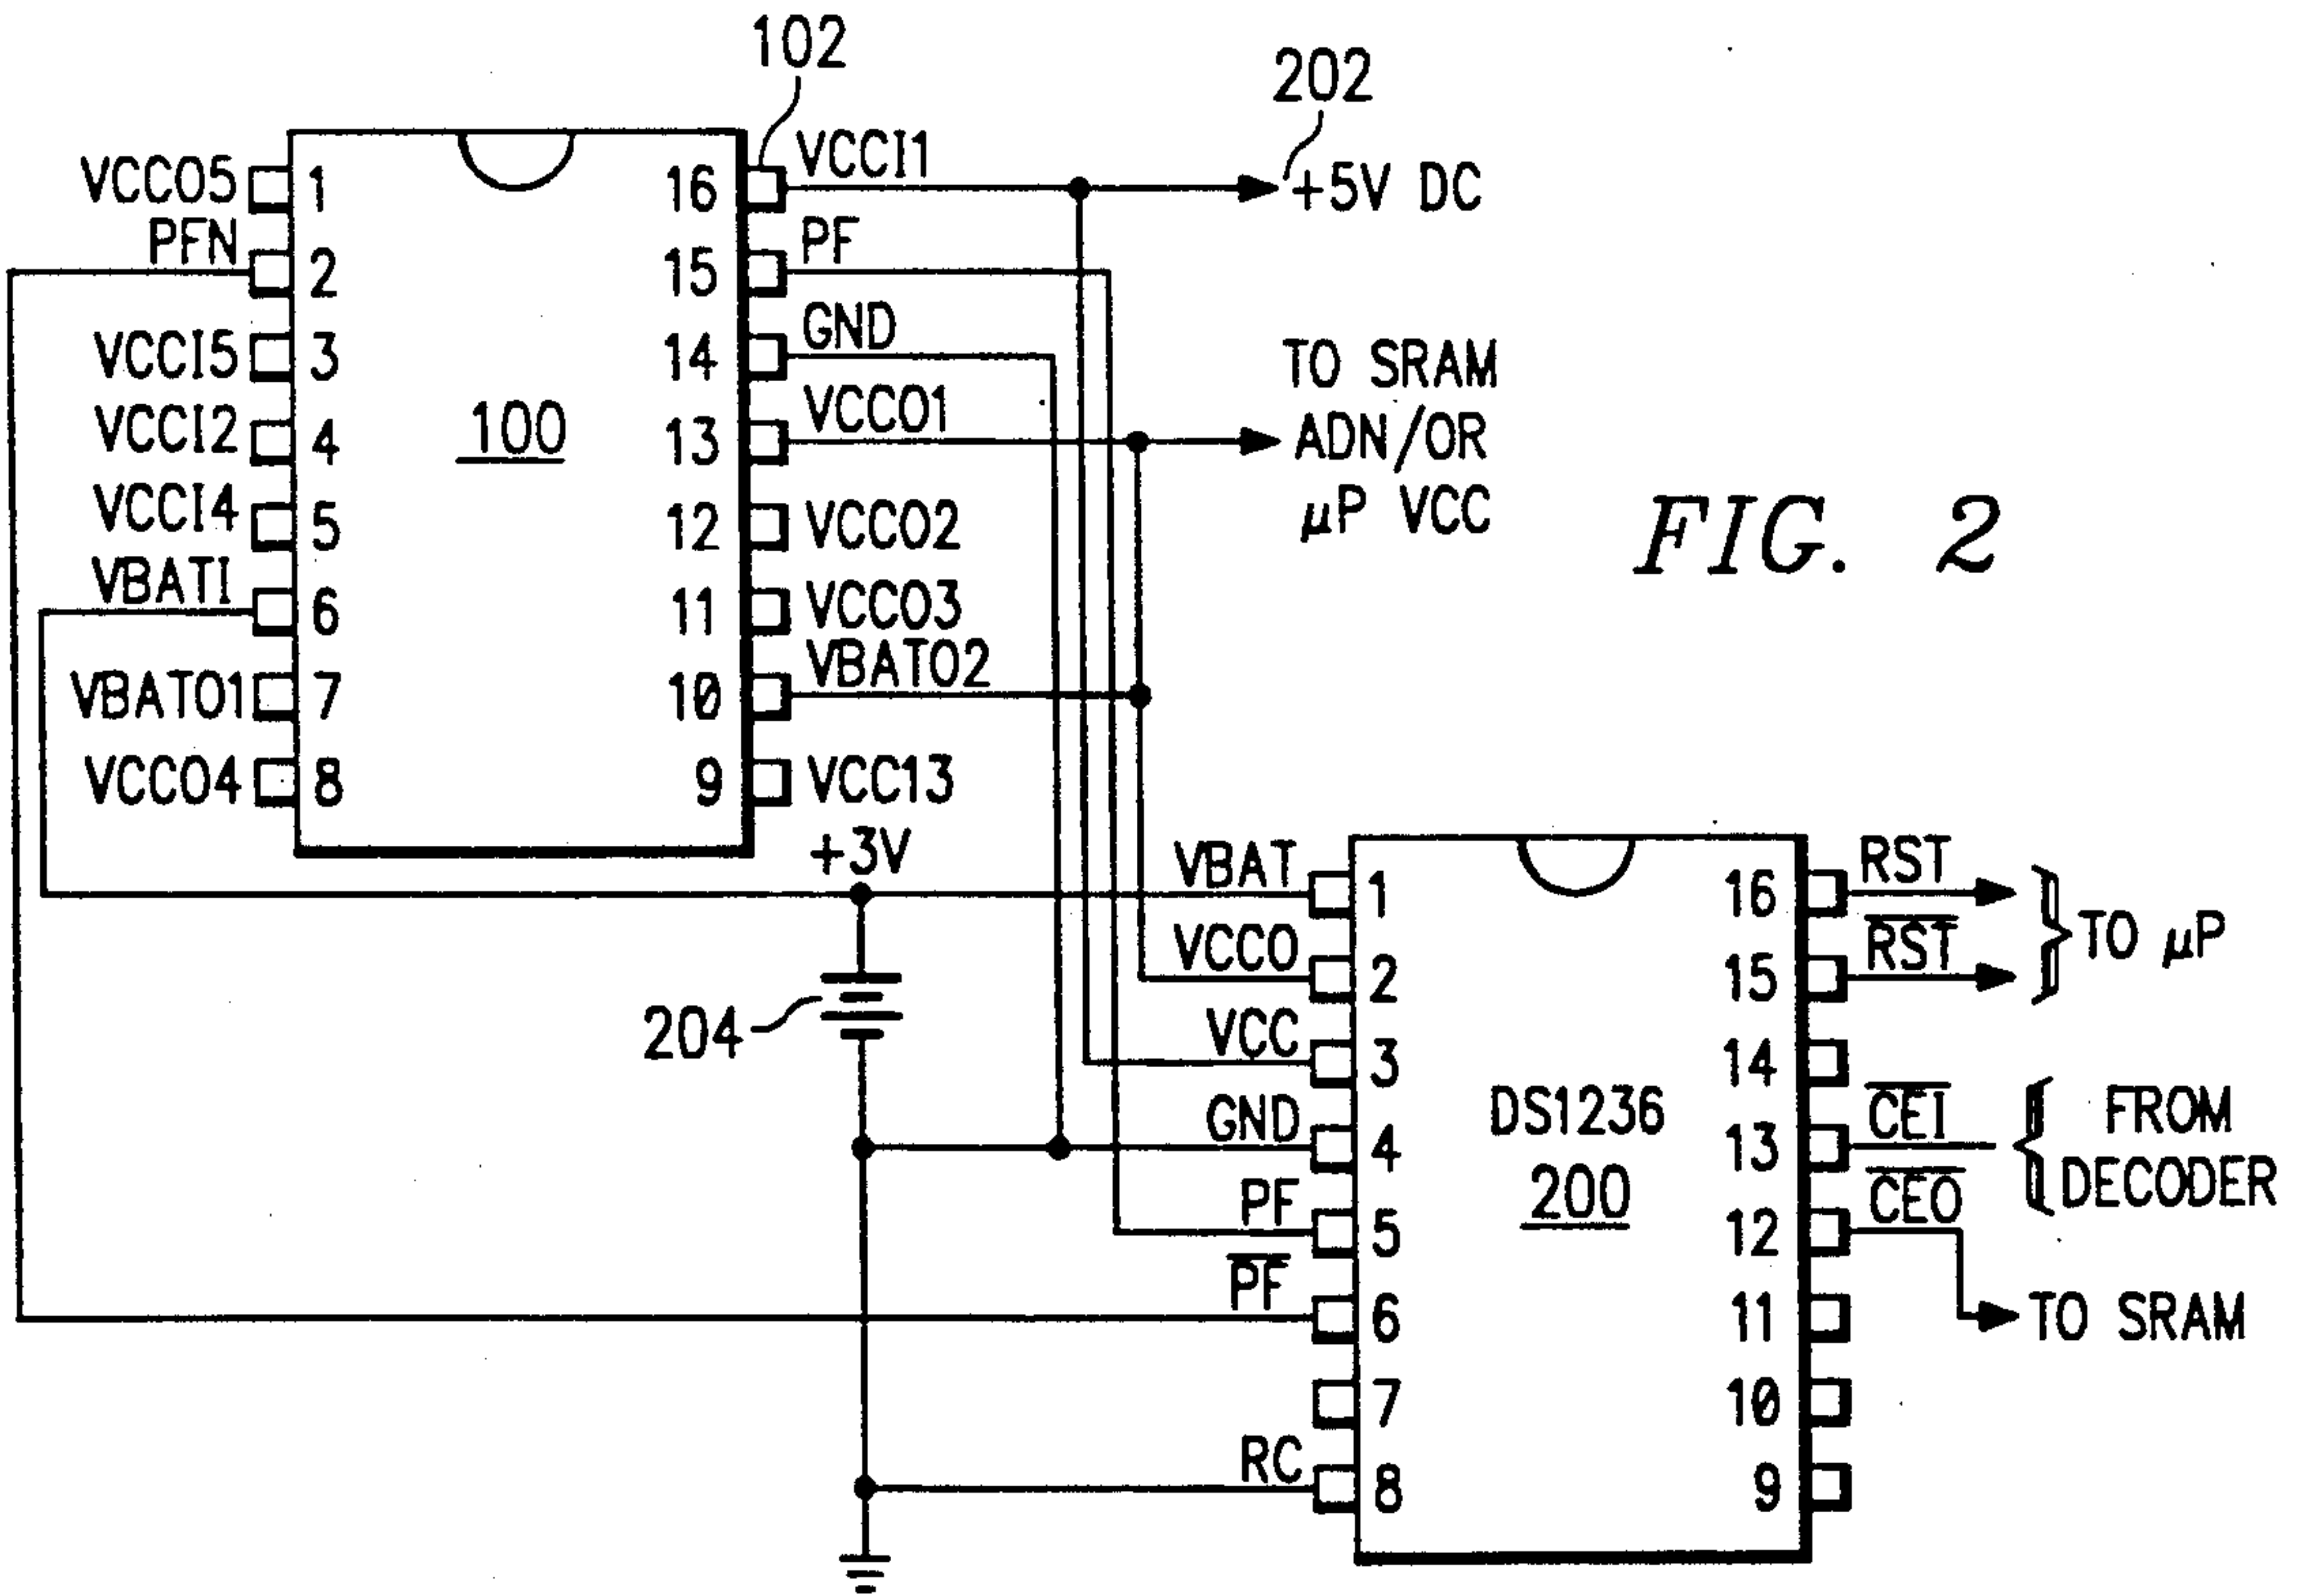 102
202
VCCO5 1
PFN 2
VCCI5 3
VCCI2 4
VCCI4 5
VBATI 6
VBATO1 7
VCCO4 8
100
16 VCCI1
+5V DC
15 PF
14 GND
13 VCCO1
TO SRAM
ADN/OR
μP VCC
12 VCCO2
11 VCCO3
10 VBATO2
9 VCC13
FIG. 2
+3V
204
VBAT 1
VCCO 2
VCC 3
GND 4
PF 5
P̅F̅ 6
7
RC 8
DS1236
200
16 RST
15 R̅S̅T̅
TO μP
14
13 C̅E̅I̅
FROM
DECODER
12 C̅E̅O̅
TO SRAM
11
10
9